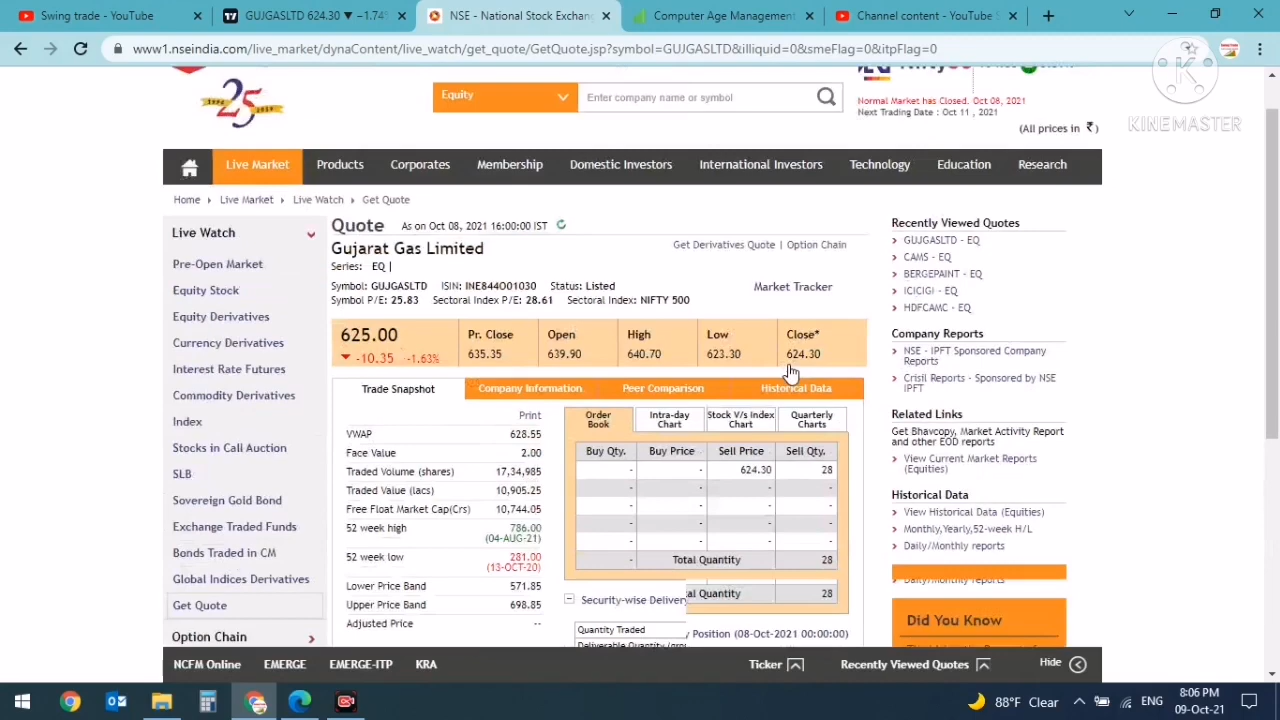 Swing trade - YouTube
GUJGASLTD 624.30 ▼ −1.74%
NSE - National Stock Exchan
Computer Age Management
Channel content - YouTube
www1.nseindia.com/live_market/dynaContent/live_watch/get_quote/GetQuote.jsp?symbol=GUJGASLTD&illiquid=0&smeFlag=0&itpFlag=0
25
Equity
Enter company name or symbol
Normal Market has Closed. Oct 08, 2021
Next Trading Date : Oct 11 , 2021
(All prices in ₹)
K
KINEMASTER
Live Market Products Corporates Membership Domestic Investors International Investors Technology Education Research
Home Live Market Live Watch Get Quote
Live Watch
Pre-Open Market
Equity Stock
Equity Derivatives
Currency Derivatives
Interest Rate Futures
Commodity Derivatives
Index
Stocks in Call Auction
SLB
Sovereign Gold Bond
Exchange Traded Funds
Bonds Traded in CM
Global Indices Derivatives
Get Quote
Option Chain
Quote As on Oct 08, 2021 16:00:00 IST
Gujarat Gas Limited
Get Derivatives Quote | Option Chain
Series: EQ |
Symbol: GUJGASLTD ISIN: INE844O01030 Status: Listed
Market Tracker
Symbol P/E: 25.83 Sectoral Index P/E: 28.61 Sectoral Index: NIFTY 500
625.00 Pr. Close Open High Low Close*
▼ -10.35 -1.63% 635.35 639.90 640.70 623.30 624.30
Trade Snapshot Company Information Peer Comparison Historical Data
Print
VWAP 628.55
Face Value 2.00
Traded Volume (shares) 17,34,985
Traded Value (lacs) 10,905.25
Free Float Market Cap(Crs) 10,744.05
52 week high 786.00
(04-AUG-21)
52 week low 281.00
(13-OCT-20)
Lower Price Band 571.85
Upper Price Band 698.85
Adjusted Price --
Order
Book
Intra-day
Chart
Stock V/s Index
Chart
Quarterly
Charts
Buy Qty. Buy Price Sell Price Sell Qty.
- - 624.30 28
- - - -
- - - -
- - - -
- - - -
- Total Quantity 28
al Quantity 28
Security-wise Delivery
y Position (08-Oct-2021 00:00:00)
Quantity Traded
Recently Viewed Quotes
GUJGASLTD - EQ
CAMS - EQ
BERGEPAINT - EQ
ICICIGI - EQ
HDFCAMC - EQ
Company Reports
NSE - IPFT Sponsored Company
Reports
Crisil Reports - Sponsored by NSE
IPFT
Related Links
Get Bhavcopy, Market Activity Report
and other EOD reports
View Current Market Reports
(Equities)
Historical Data
View Historical Data (Equities)
Monthly,Yearly,52-week H/L
Daily/Monthly reports
Daily/Monthly reports
Did You Know
NCFM Online EMERGE EMERGE-ITP KRA Ticker Recently Viewed Quotes Hide
88°F Clear
ENG
8:06 PM
09-Oct-21